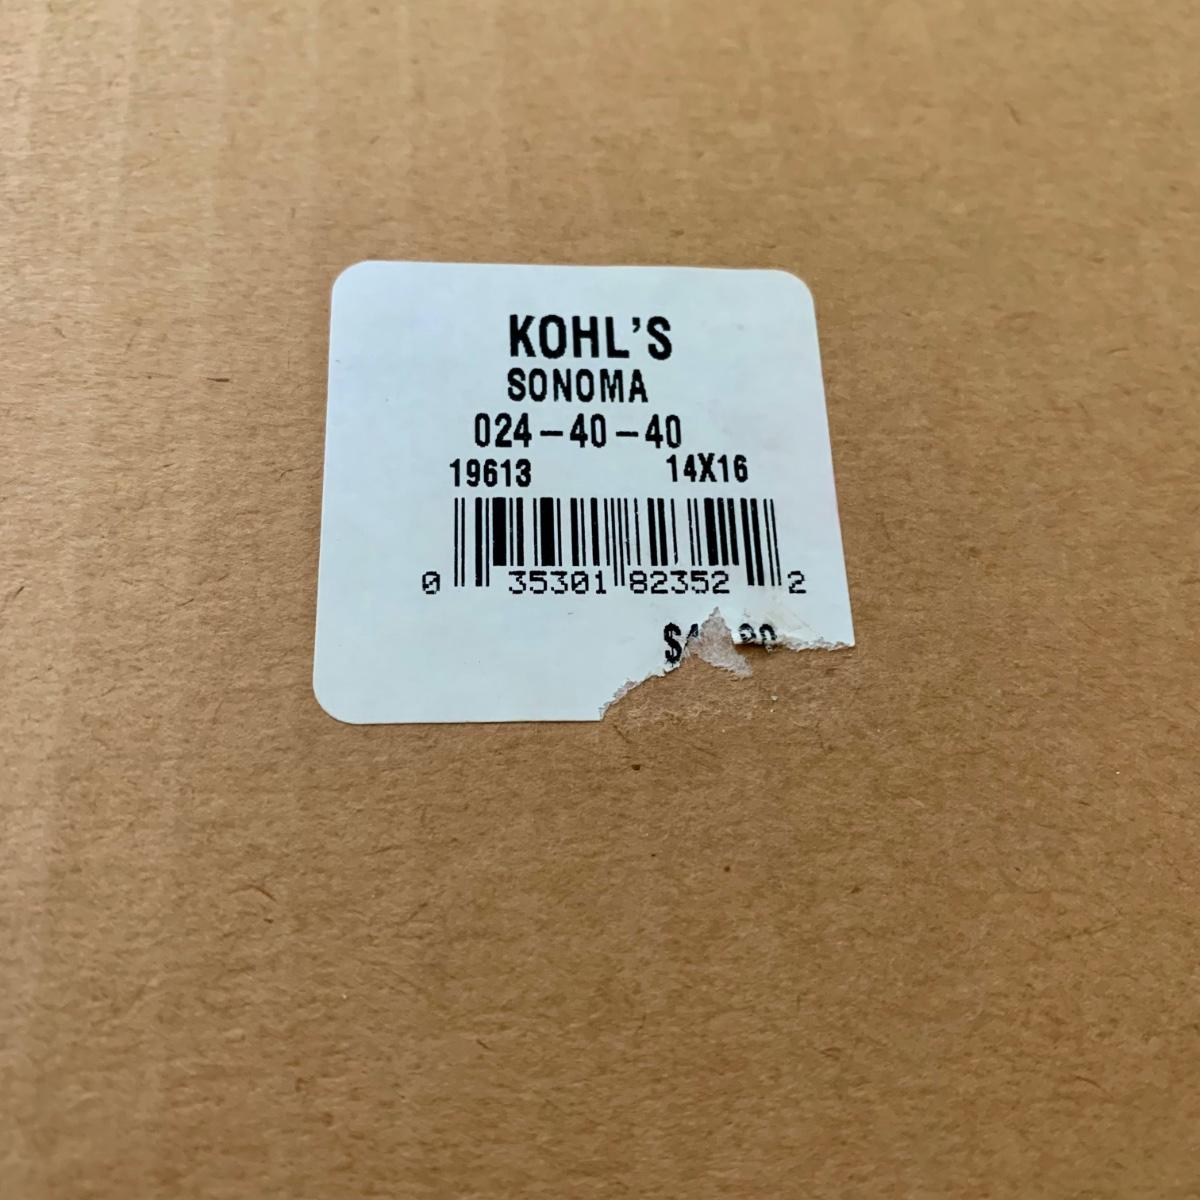 KOHL'S
SONOMA
024-40-40
19613 14X16
0 35301 82352 2